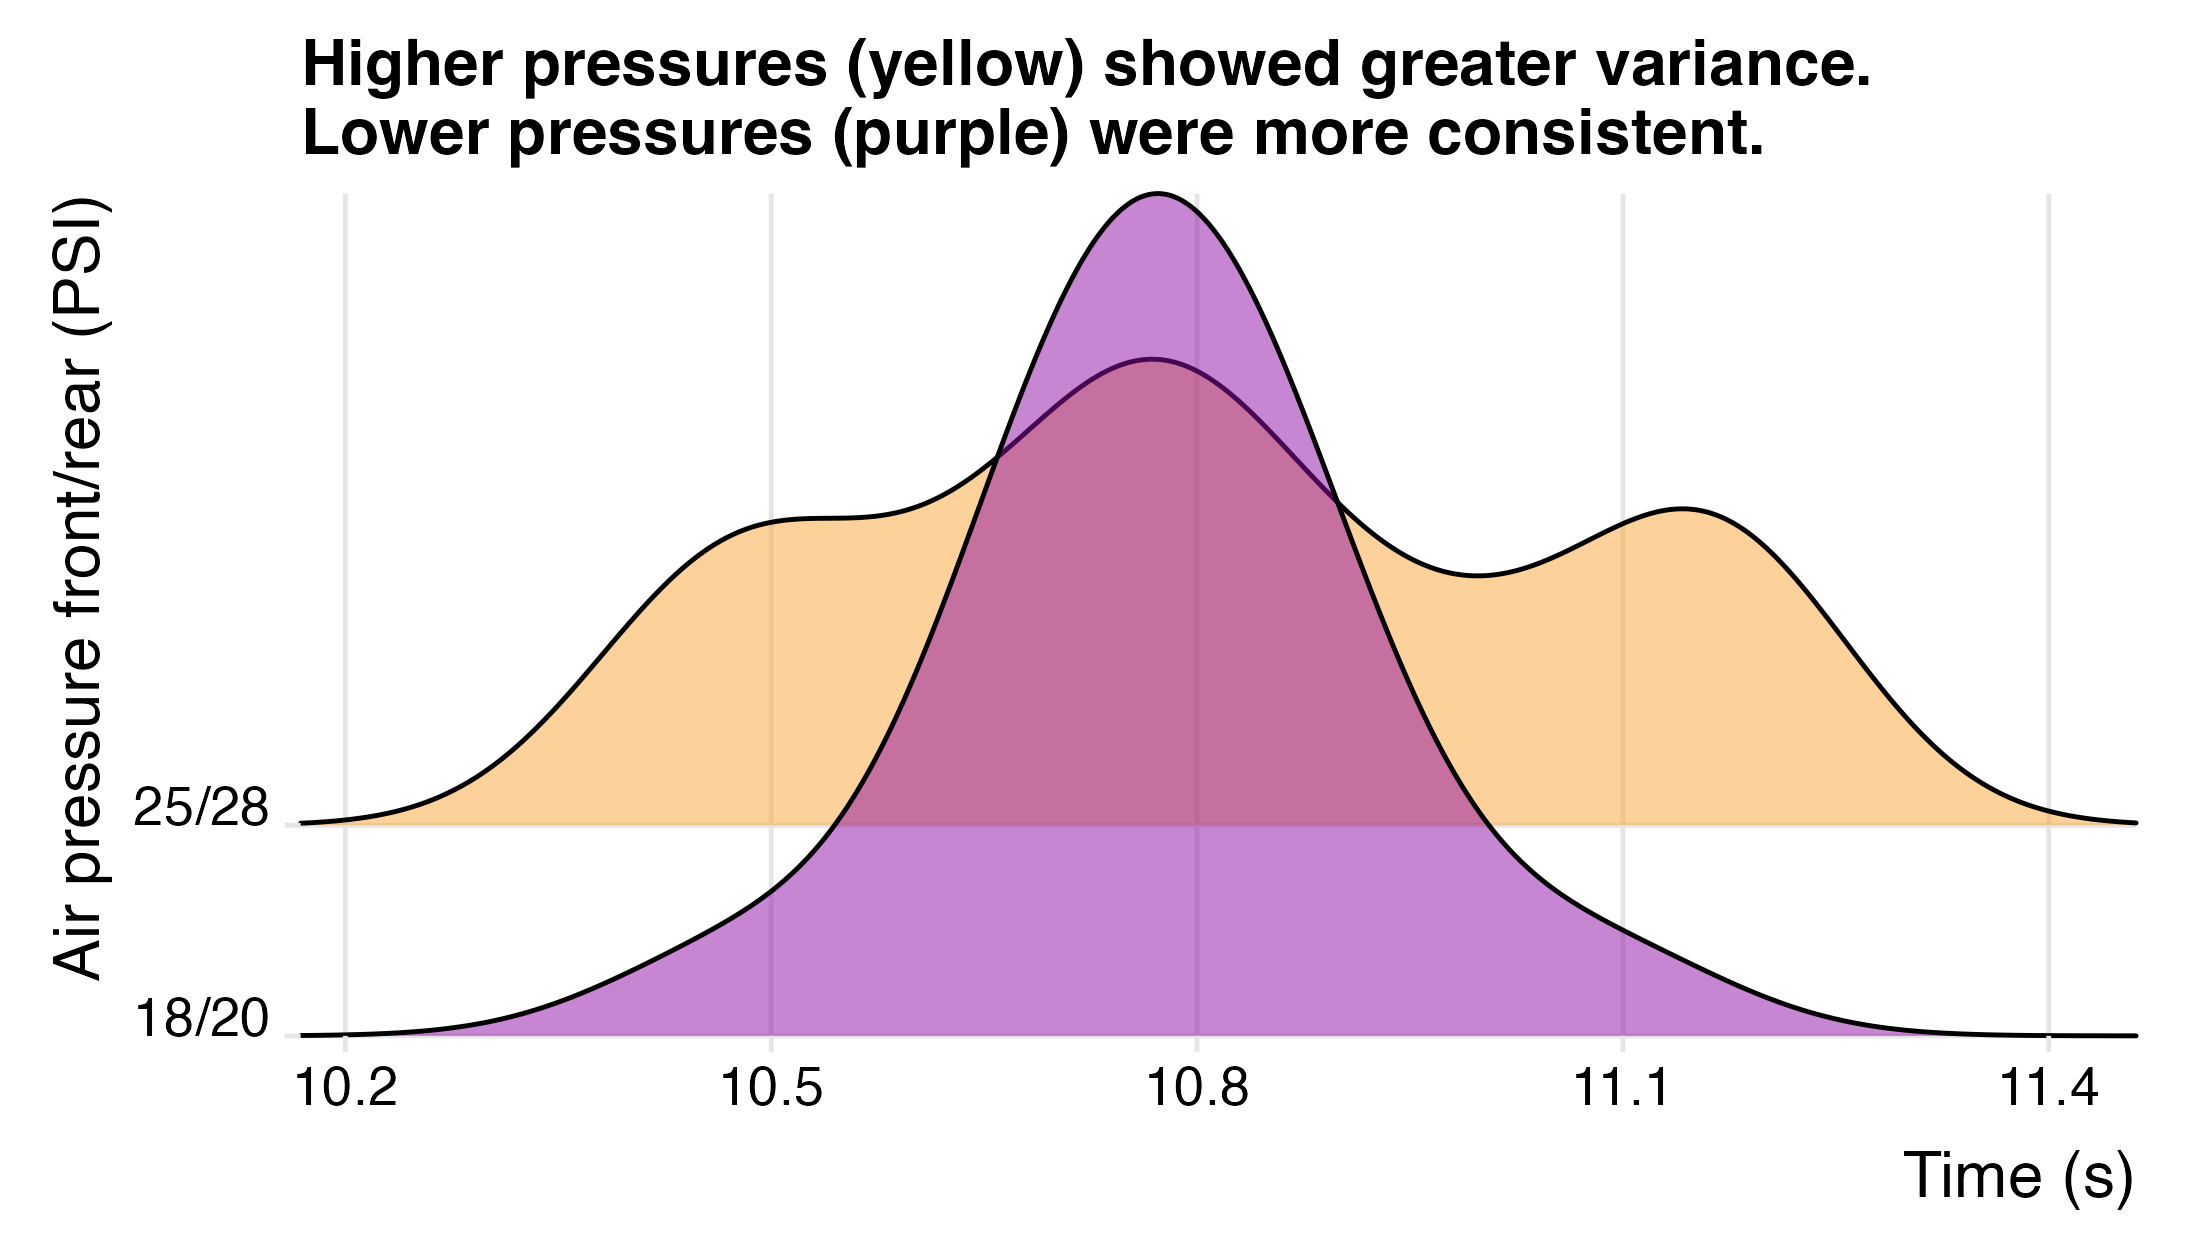 Higher pressures (yellow) showed greater variance.
Lower pressures (purple) were more consistent.
Air pressure front/rear (PSI)
25/28
18/20
10.2
10.5
10.8
11.1
11.4
Time (s)